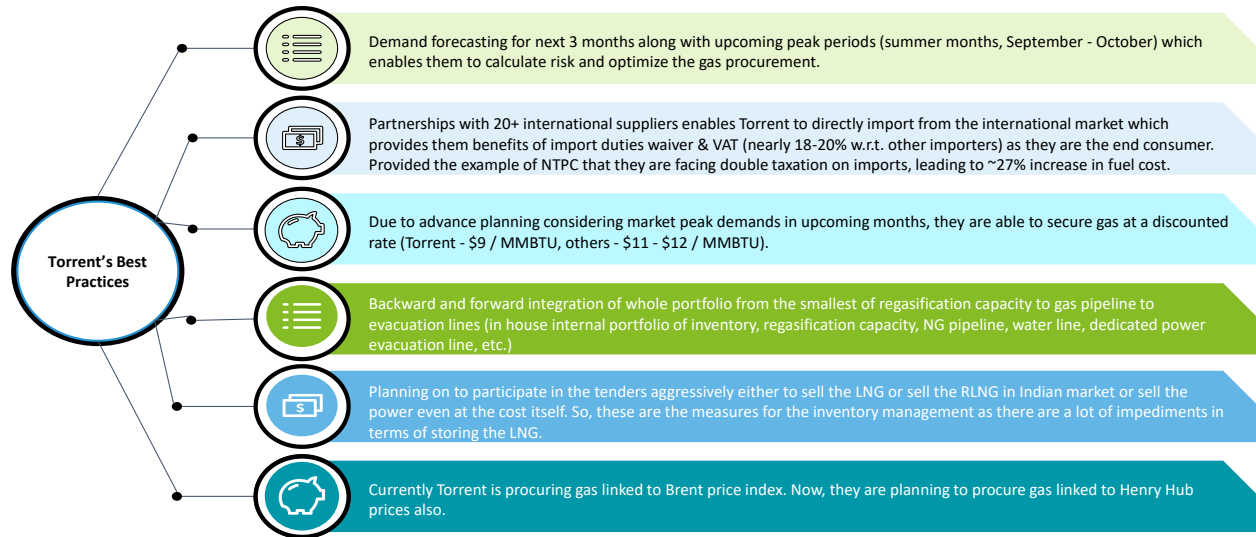 Demand forecasting for next 3 months along with upcoming peak periods (summer months, September - October) which
enables them to calculate risk and optimize the gas procurement.
Partnerships with 20+ international suppliers enables Torrent to directly import from the international market which
provides them benefits of import duties waiver & VAT (nearly 18-20% w.r.t. other importers) as they are the end consumer.
Provided the example of NTPC that they are facing double taxation on imports, leading to ~27% increase in fuel cost.
Due to advance planning considering market peak demands in upcoming months, they are able to secure gas at a discounted
rate (Torrent - $9 / MMBTU, others - $11 - $12 / MMBTU).
Torrent's Best
Practices
Backward and forward integration of whole portfolio from the smallest of regasification capacity to gas pipeline to
evacuation lines (in house internal portfolio of inventory, regasification capacity, NG pipeline, water line, dedicated power
evacuation line, etc.)
Planning on to participate in the tenders aggressively either to sell the LNG or sell the RLNG in Indian market or sell the
power even at the cost itself. So, these are the measures for the inventory management as there are a lot of impediments in
terms of storing the LNG.
Currently Torrent is procuring gas linked to Brent price index. Now, they are planning to procure gas linked to Henry Hub
prices also.